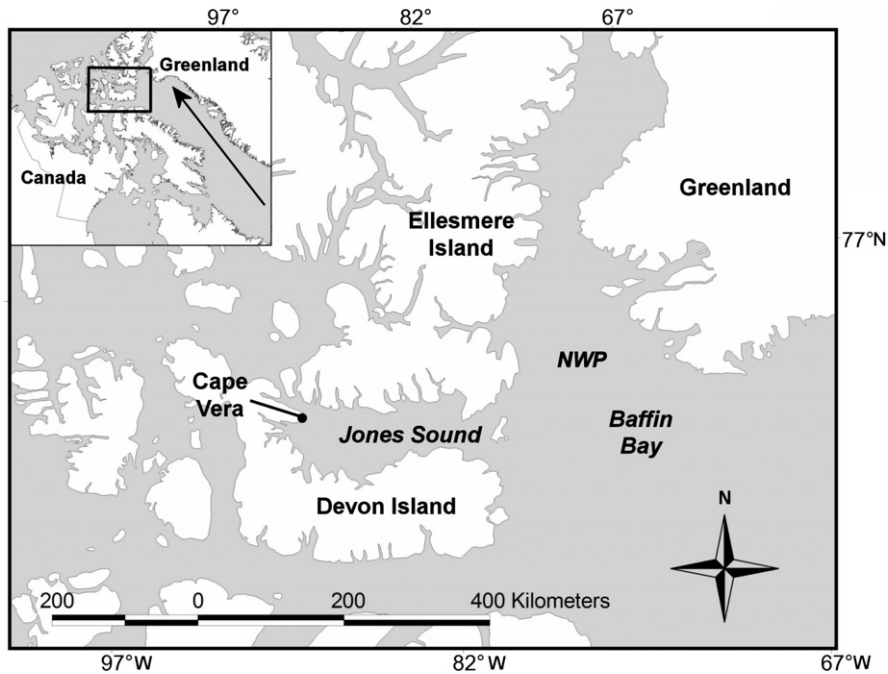 97° 82° 67°
Greenland
Canada
Greenland
Ellesmere
Island
77°N
NWP
Cape
Vera
Baffin
Bay
Jones Sound
Devon Island
N
200 0 200 400 Kilometers
97°W 82°W 67°W